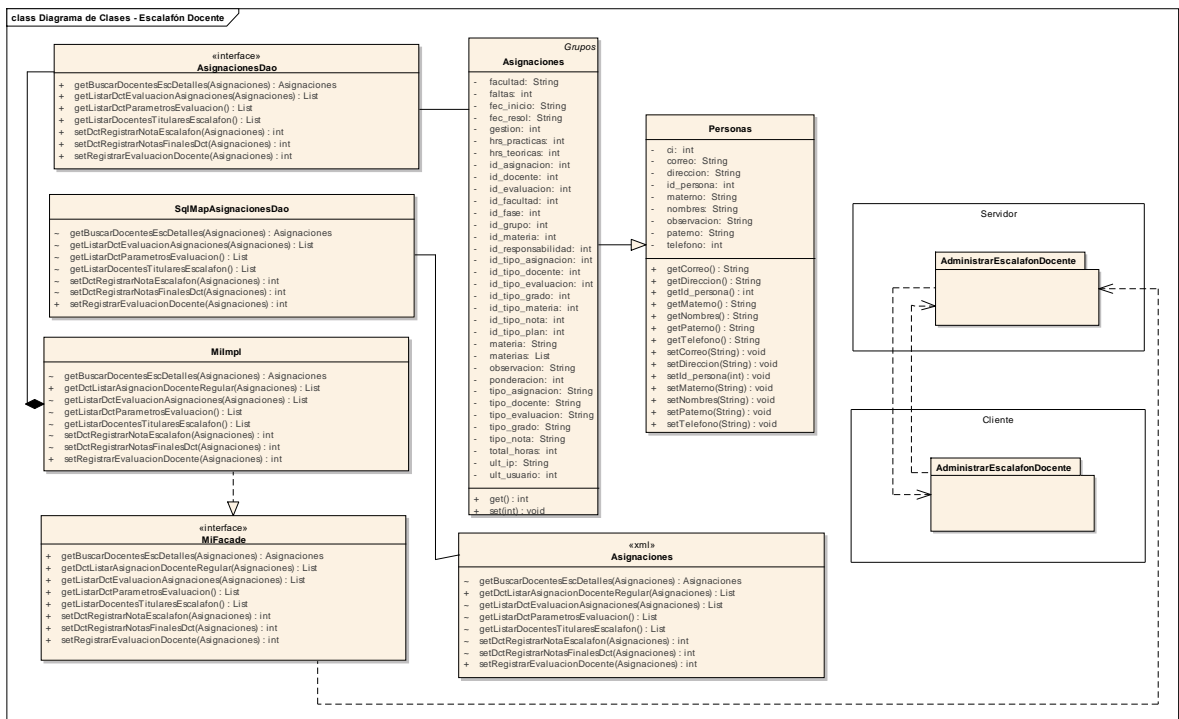 class Diagrama de Clases - Escalafón Docente
«interface»
AsignacionesDao
+ getBuscarDocentesEscDetalles(Asignaciones) : Asignaciones
+ getListarDctEvaluacionAsignaciones(Asignaciones) : List
+ getListarDctParametrosEvaluacion() : List
+ getListarDocentesTitularesEscalafon() : List
+ setDctRegistrarNotaEscalafon(Asignaciones) : int
+ setDctRegistrarNotasFinalesDct(Asignaciones) : int
+ setRegistrarEvaluacionDocente(Asignaciones) : int
SqlMapAsignacionesDao
~ getBuscarDocentesEscDetalles(Asignaciones) : Asignaciones
~ getListarDctEvaluacionAsignaciones(Asignaciones) : List
~ getListarDctParametrosEvaluacion() : List
~ getListarDocentesTitularesEscalafon() : List
~ setDctRegistrarNotaEscalafon(Asignaciones) : int
~ setDctRegistrarNotasFinalesDct(Asignaciones) : int
+ setRegistrarEvaluacionDocente(Asignaciones) : int
MiImpl
~ getBuscarDocentesEscDetalles(Asignaciones) : Asignaciones
+ getDctListarAsignacionDocenteRegular(Asignaciones) : List
~ getListarDctEvaluacionAsignaciones(Asignaciones) : List
~ getListarDctParametrosEvaluacion() : List
~ getListarDocentesTitularesEscalafon() : List
~ setDctRegistrarNotaEscalafon(Asignaciones) : int
~ setDctRegistrarNotasFinalesDct(Asignaciones) : int
+ setRegistrarEvaluacionDocente(Asignaciones) : int
«interface»
MiFacade
+ getBuscarDocentesEscDetalles(Asignaciones) : Asignaciones
+ getDctListarAsignacionDocenteRegular(Asignaciones) : List
+ getListarDctEvaluacionAsignaciones(Asignaciones) : List
+ getListarDctParametrosEvaluacion() : List
+ getListarDocentesTitularesEscalafon() : List
+ setDctRegistrarNotaEscalafon(Asignaciones) : int
+ setDctRegistrarNotasFinalesDct(Asignaciones) : int
+ setRegistrarEvaluacionDocente(Asignaciones) : int
Grupos
Asignaciones
- facultad: String
- faltas: int
- fec_inicio: String
- fec_resol: String
- gestion: int
- hrs_practicas: int
- hrs_teoricas: int
- id_asignacion: int
- id_docente: int
- id_evaluacion: int
- id_facultad: int
- id_fase: int
- id_grupo: int
- id_materia: int
- id_responsabilidad: int
- id_tipo_asignacion: int
- id_tipo_docente: int
- id_tipo_evaluacion: int
- id_tipo_grado: int
- id_tipo_materia: int
- id_tipo_nota: int
- id_tipo_plan: int
- materia: String
- materias: List
- observacion: String
- ponderacion: int
- tipo_asignacion: String
- tipo_docente: String
- tipo_evaluacion: String
- tipo_grado: String
- tipo_nota: String
- total_horas: int
- ult_ip: String
- ult_usuario: int
+ get() : int
+ set(int) : void
«xml»
Asignaciones
~ getBuscarDocentesEscDetalles(Asignaciones) : Asignaciones
+ getDctListarAsignacionDocenteRegular(Asignaciones) : List
~ getListarDctEvaluacionAsignaciones(Asignaciones) : List
~ getListarDctParametrosEvaluacion() : List
~ getListarDocentesTitularesEscalafon() : List
~ setDctRegistrarNotaEscalafon(Asignaciones) : int
~ setDctRegistrarNotasFinalesDct(Asignaciones) : int
+ setRegistrarEvaluacionDocente(Asignaciones) : int
Personas
- ci: int
- correo: String
- direccion: String
- id_persona: int
- materno: String
- nombres: String
- observacion: String
- paterno: String
- telefono: int
+ getCorreo() : String
+ getDireccion() : String
+ getId_persona() : int
+ getMaterno() : String
+ getNombres() : String
+ getPaterno() : String
+ getTelefono() : String
+ setCorreo(String) : void
+ setDireccion(String) : void
+ setId_persona(int) : void
+ setMaterno(String) : void
+ setNombres(String) : void
+ setPaterno(String) : void
+ setTelefono(String) : void
Servidor
AdministrarEscalafonDocente
Cliente
AdministrarEscalafonDocente